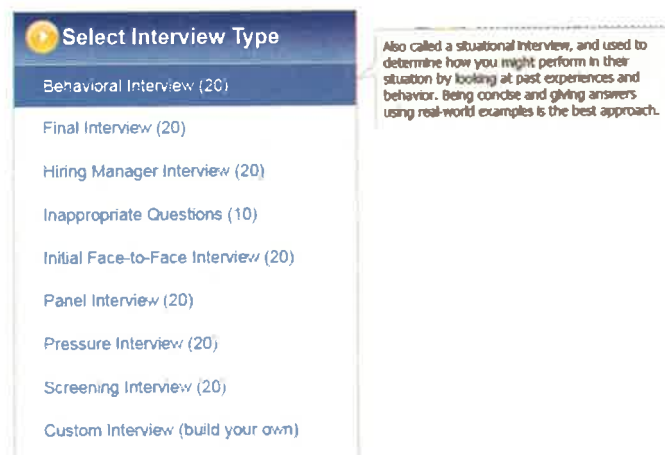 Select Interview Type
Behavioral Interview (20)
Final Interview (20)
Hiring Manager Interview (20)
Inappropriate Questions (10)
Initial Face-to-Face Interview (20)
Panel Interview (20)
Pressure Interview (20)
Screening Interview (20)
Custom Interview (build your own)
Also called a situational interview, and used to
determine how you might perform in their
situation by looking at past experiences and
behavior. Being concise and giving answers
using real-world examples is the best approach.